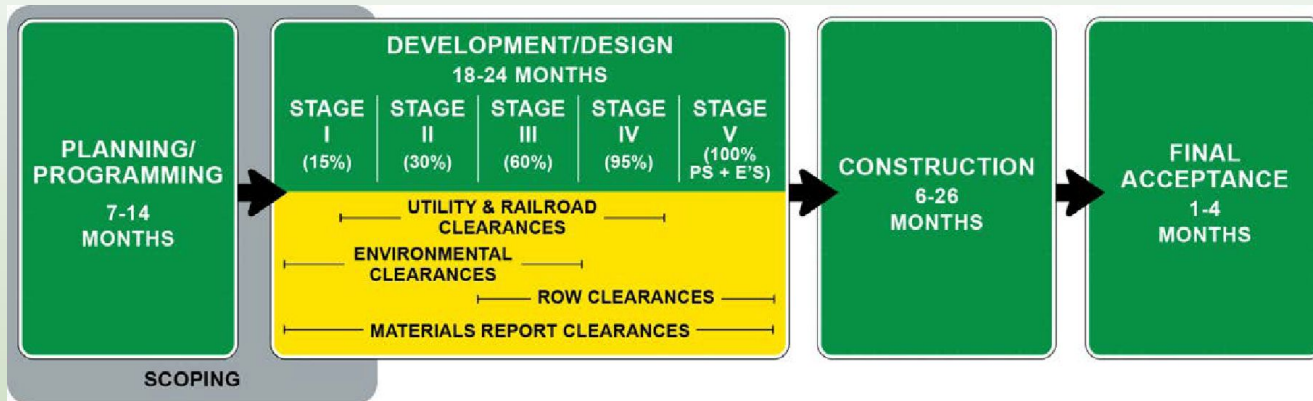 PLANNING/
PROGRAMMING
7-14
MONTHS
SCOPING
DEVELOPMENT/DESIGN
18-24 MONTHS
STAGE
I
(15%)
STAGE
II
(30%)
STAGE
III
(60%)
STAGE
IV
(95%)
STAGE
V
(100%
PS + E'S)
UTILITY & RAILROAD
CLEARANCES
ENVIRONMENTAL
CLEARANCES
ROW CLEARANCES
MATERIALS REPORT CLEARANCES
CONSTRUCTION
6-26
MONTHS
FINAL
ACCEPTANCE
1-4
MONTHS